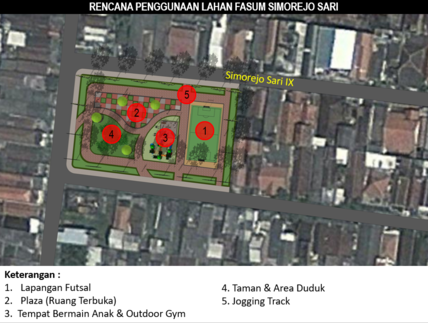 RENCANA PENGGUNAAN LAHAN FASUM SIMOREJO SARI
Simorejo Sari IX
5
2
1
4
3
Keterangan :
1. Lapangan Futsal
2. Plaza (Ruang Terbuka)
3. Tempat Bermain Anak & Outdoor Gym
4. Taman & Area Duduk
5. Jogging Track